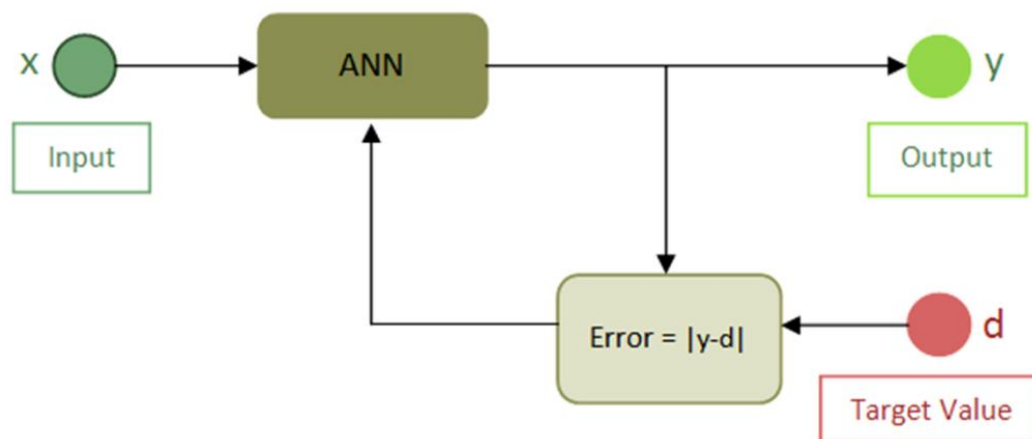 x
ANN
y
Input
Output
Error = |y-d|
d
Target Value